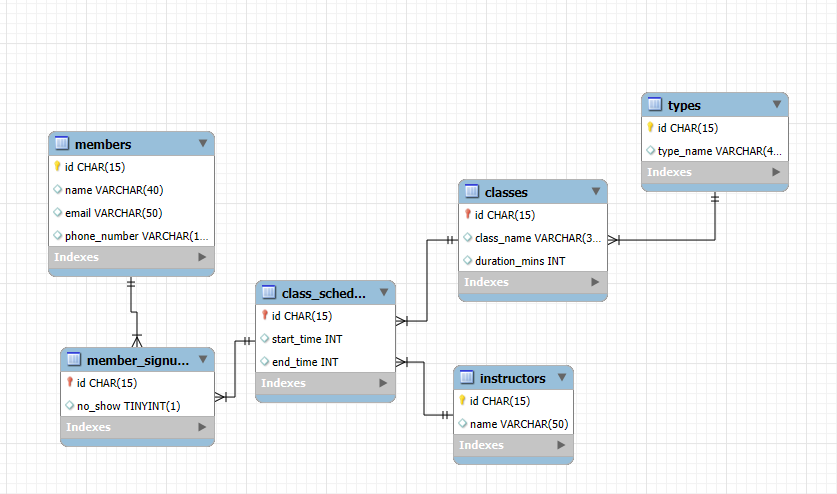 members
id CHAR(15)
name VARCHAR(40)
email VARCHAR(50)
phone_number VARCHAR(1...
Indexes
member_signu...
id CHAR(15)
no_show TINYINT(1)
Indexes
class_sched...
id CHAR(15)
start_time INT
end_time INT
Indexes
classes
id CHAR(15)
class_name VARCHAR(3...
duration_mins INT
Indexes
types
id CHAR(15)
type_name VARCHAR(4...
Indexes
instructors
id CHAR(15)
name VARCHAR(50)
Indexes